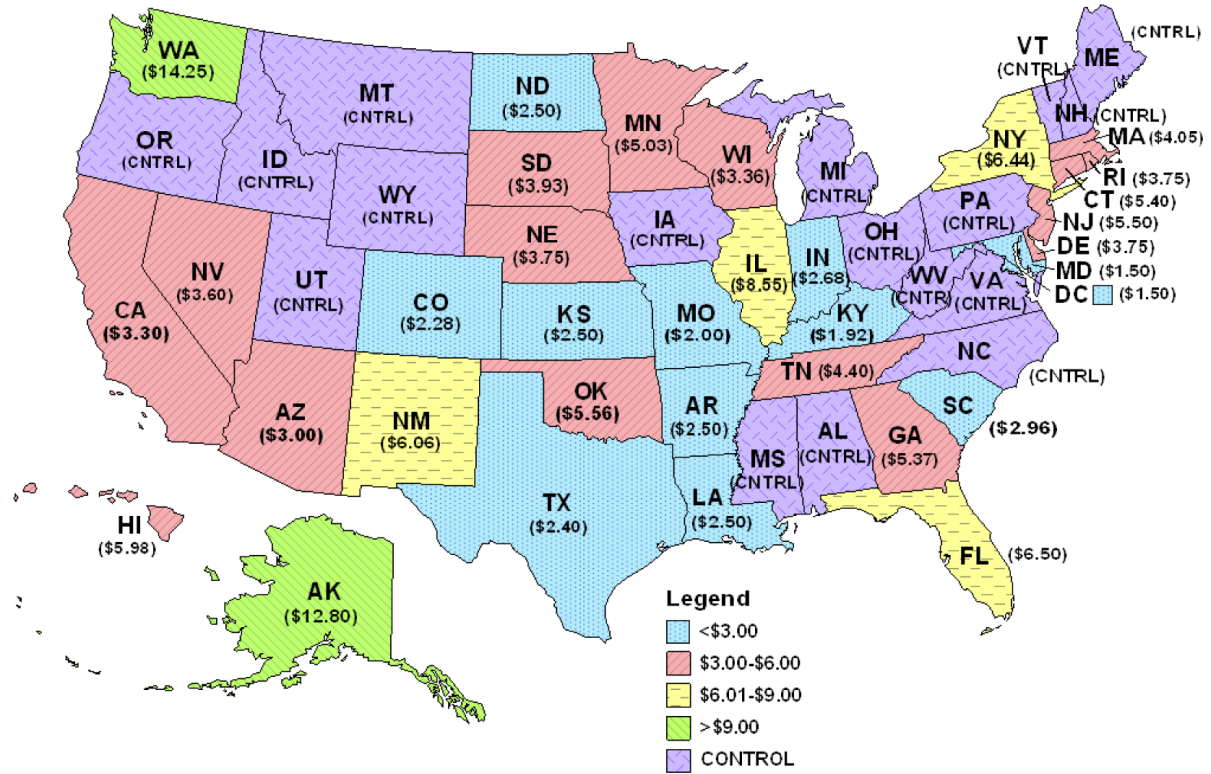 WA
($14.25)
OR
(CNTRL)
ID
(CNTRL)
MT
(CNTRL)
WY
(CNTRL)
ND
($2.50)
SD
($3.93)
NE
($3.75)
MN
($5.03)
WI
($3.36)
MI
(CNTRL)
IA
(CNTRL)
IL
($8.55)
IN
($2.68)
OH
(CNTRL)
PA
(CNTRL)
NY
($6.44)
VT
(CNTRL)
ME
(CNTRL)
NH
(CNTRL)
MA ($4.05)
RI ($3.75)
CT ($5.40)
NJ ($5.50)
DE ($3.75)
MD ($1.50)
DC ($1.50)
WV
(CNTRL)
VA
(CNTRL)
KY
($1.92)
CA
($3.30)
NV
($3.60)
UT
(CNTRL)
CO
($2.28)
KS
($2.50)
MO
($2.00)
TN ($4.40)
NC
(CNTRL)
SC
($2.96)
AZ
($3.00)
NM
($6.06)
OK
($5.56)
AR
($2.50)
MS
(CNTRL)
AL
(CNTRL)
GA
($5.37)
TX
($2.40)
LA
($2.50)
FL ($6.50)
HI
($5.98)
AK
($12.80)
Legend
<$3.00
$3.00-$6.00
$6.01-$9.00
>$9.00
CONTROL